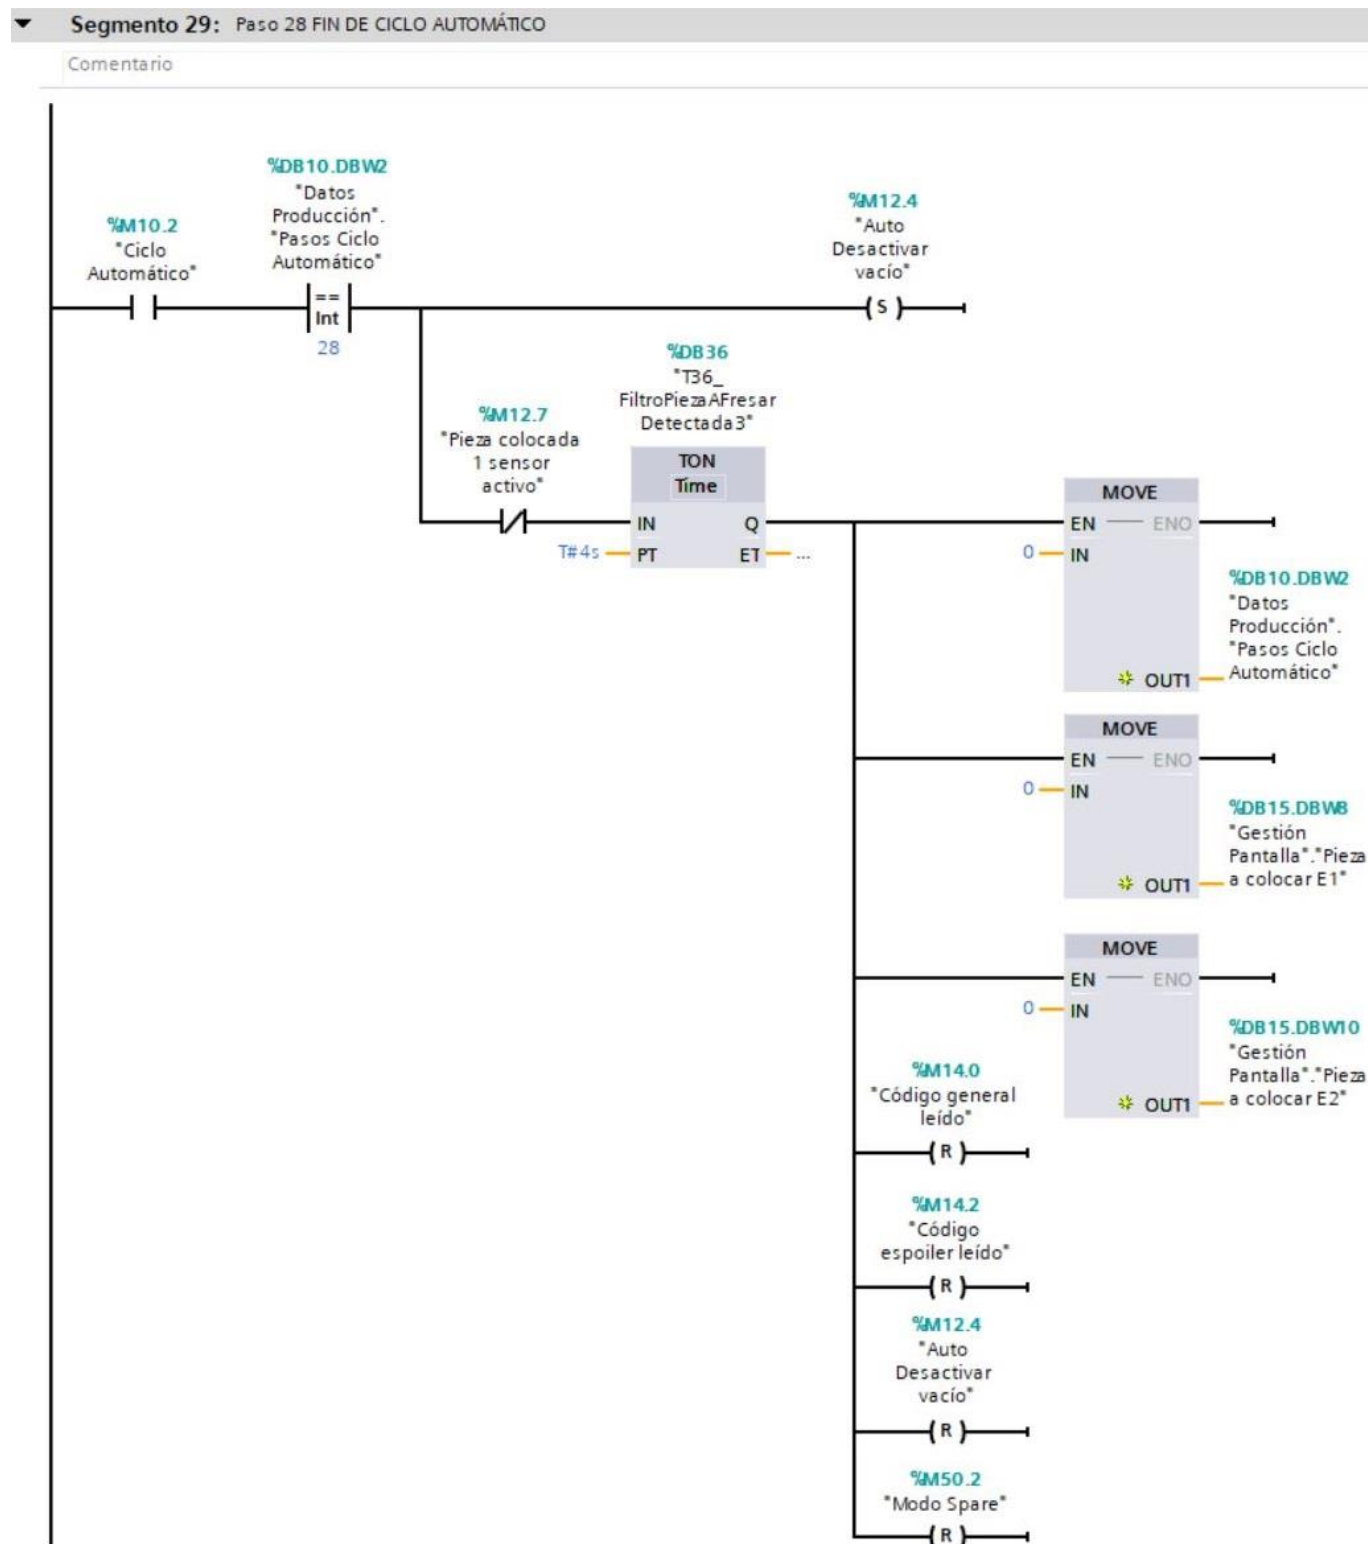 Segmento 29: Paso 28 FIN DE CICLO AUTOMÁTICO
Comentario
%M10.2
"Ciclo
Automático"
%DB10.DBW2
"Datos
Producción".
"Pasos Ciclo
Automático"
==
Int
28
%M12.4
"Auto
Desactivar
vacío"
( S )
%M12.7
"Pieza colocada
1 sensor
activo"
%DB36
"T36_
FiltroPiezaAFresar
Detectada3"
TON
Time
IN Q
T#4s PT ET ...
MOVE
EN ENO
0 IN
OUT1
%DB10.DBW2
"Datos
Producción".
"Pasos Ciclo
Automático"
MOVE
EN ENO
0 IN
OUT1
%DB15.DBW8
"Gestión
Pantalla"."Pieza
a colocar E1"
MOVE
EN ENO
0 IN
OUT1
%DB15.DBW10
"Gestión
Pantalla"."Pieza
a colocar E2"
%M14.0
"Código general
leído"
( R )
%M14.2
"Código
espoiler leído"
( R )
%M12.4
"Auto
Desactivar
vacío"
( R )
%M50.2
"Modo Spare"
( R )